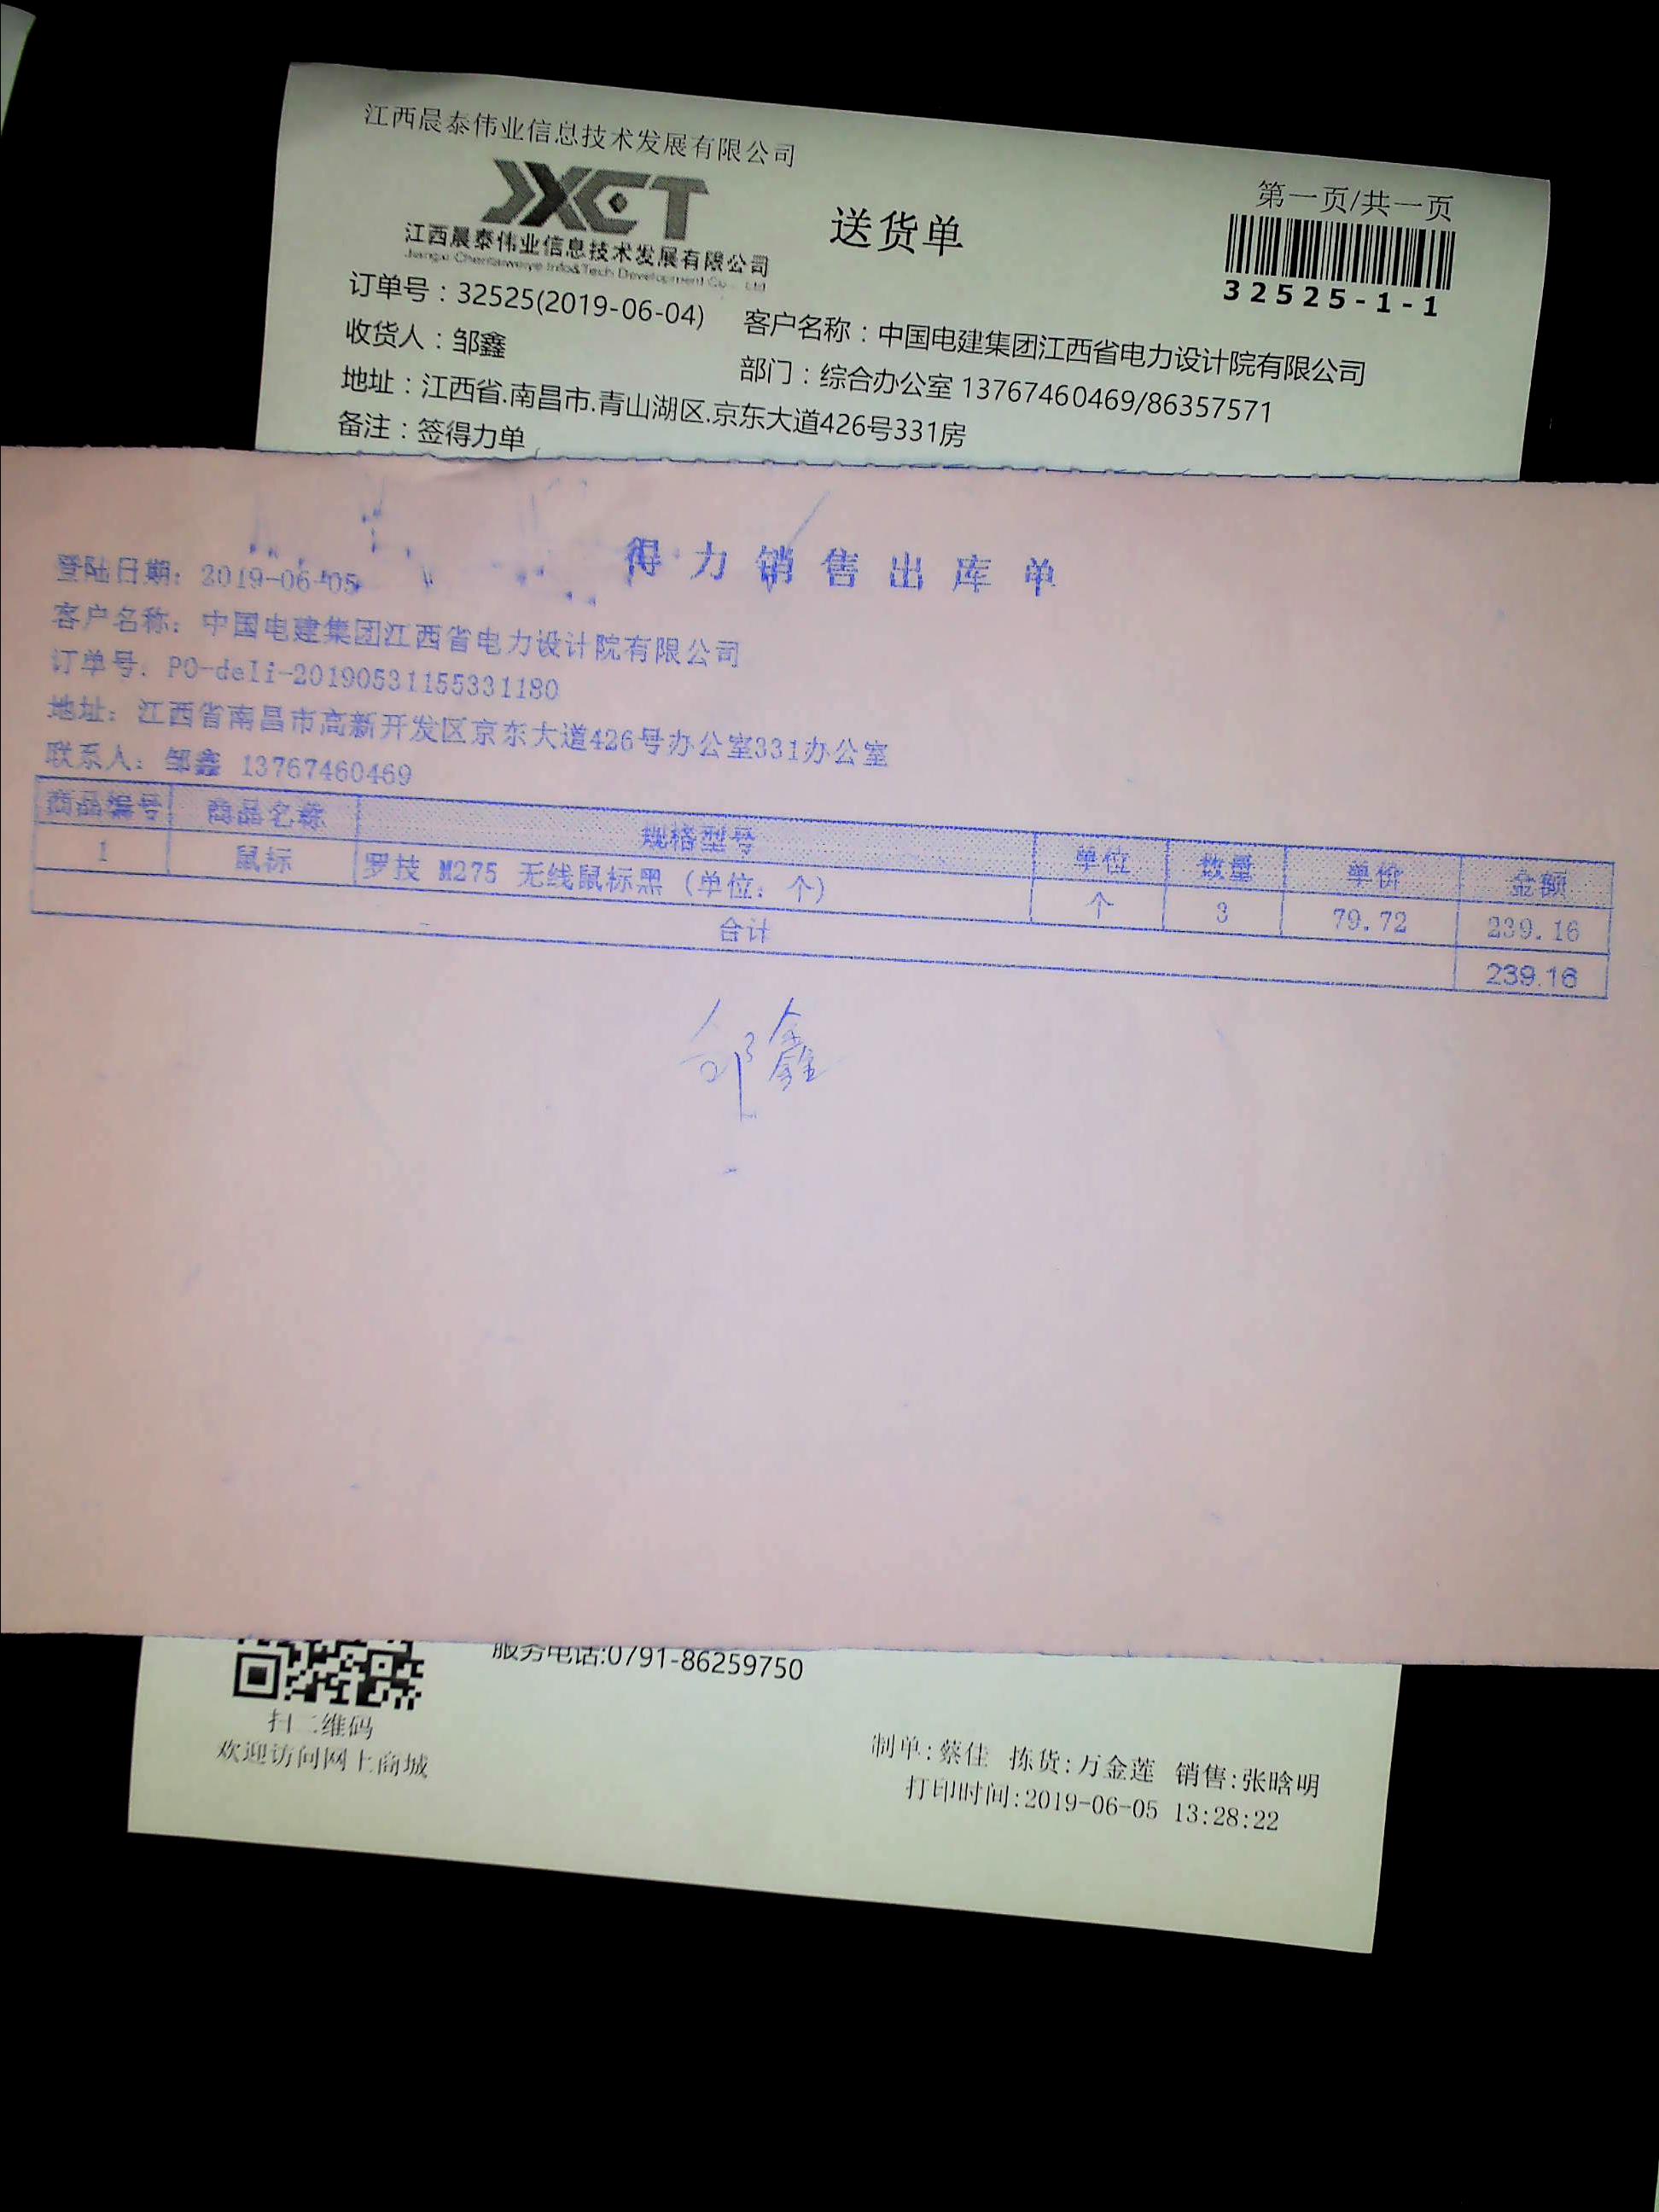 江西晨泰伟业信息技术发展有限公司
JXCT
江西晨泰伟业信息技术发展有限公司
Jiangxi Chentaiweiye Info&Tech Development Co., Ltd
送货单
第一页/共一页
32525-1-1
订单号：32525(2019-06-04) 客户名称：中国电建集团江西省电力设计院有限公司
收货人：邹鑫 部门：综合办公室 13767460469/86357571
地址：江西省.南昌市.青山湖区.京东大道426号331房
备注：签得力单
得力销售出库单
登陆日期：2019-06-05
客户名称：中国电建集团江西省电力设计院有限公司
订单号：PO-deli-20190531155331180
地址：江西省南昌市高新开发区京东大道426号办公室331办公室
联系人：邹鑫 13767460469
商品编号 商品名称 规格型号 单位 数量 单价 金额
1 鼠标 罗技 M275 无线鼠标黑（单位：个） 个 3 79.72 239.16
合计 239.16
邹鑫
服务电话:0791-86259750
扫二维码
欢迎访问网上商城
制单:蔡佳 拣货:万金莲 销售:张晗明
打印时间:2019-06-05 13:28:22